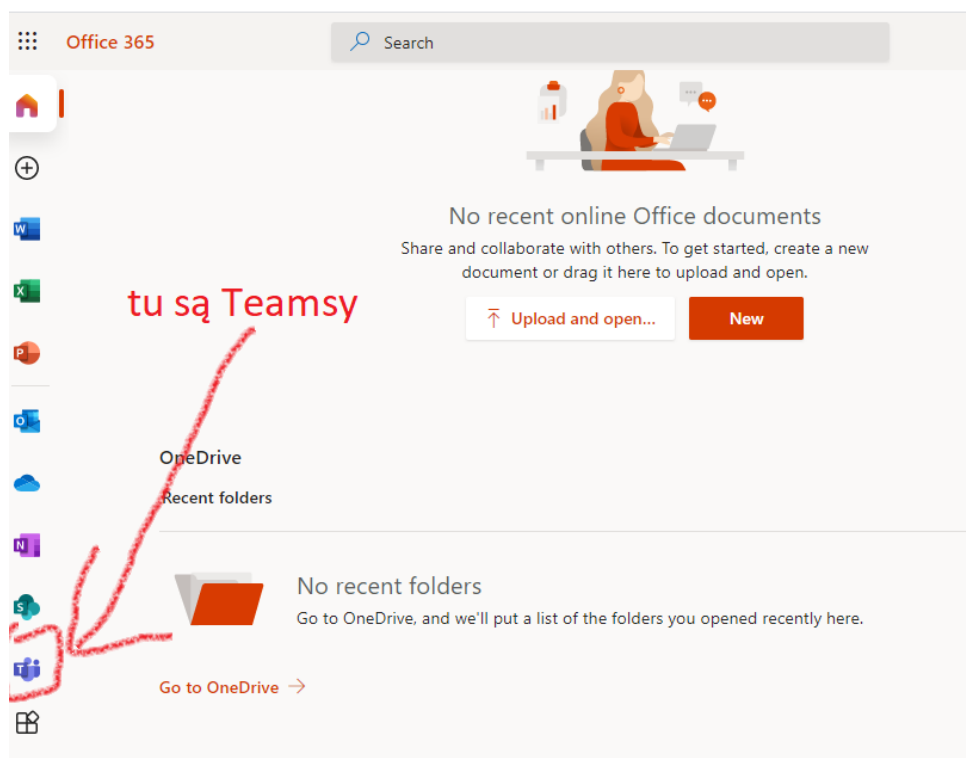 Office 365
Search
No recent online Office documents
Share and collaborate with others. To get started, create a new
document or drag it here to upload and open.
tu są Teamsy
Upload and open...
New
OneDrive
Recent folders
No recent folders
Go to OneDrive, and we'll put a list of the folders you opened recently here.
Go to OneDrive →
W
X
P
O
N
S
T